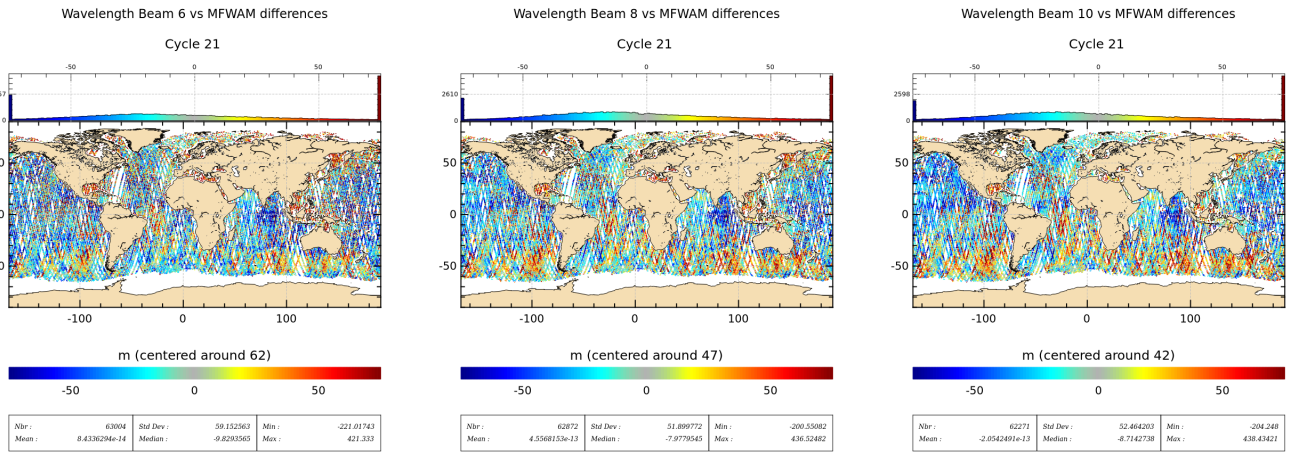 Wavelength Beam 6 vs MFWAM differences
Cycle 21
-50 0 50
0
50
0
-100 0 100
m (centered around 62)
-50 0 50
Nbr : 63004 Std Dev : 59.152563 Min : -221.01743
Mean : 8.4336294e-14 Median : -9.8293565 Max : 421.333
Wavelength Beam 8 vs MFWAM differences
Cycle 21
-50 0 50
2610
0
50
0
-50
-100 0 100
m (centered around 47)
-50 0 50
Nbr : 62872 Std Dev : 51.899772 Min : -200.55082
Mean : 4.5568153e-13 Median : -7.9779545 Max : 436.52482
Wavelength Beam 10 vs MFWAM differences
Cycle 21
-50 0 50
2598
0
50
0
-50
-100 0 100
m (centered around 42)
-50 0 50
Nbr : 62271 Std Dev : 52.464203 Min : -204.248
Mean : -2.0542491e-13 Median : -8.7142738 Max : 438.43421